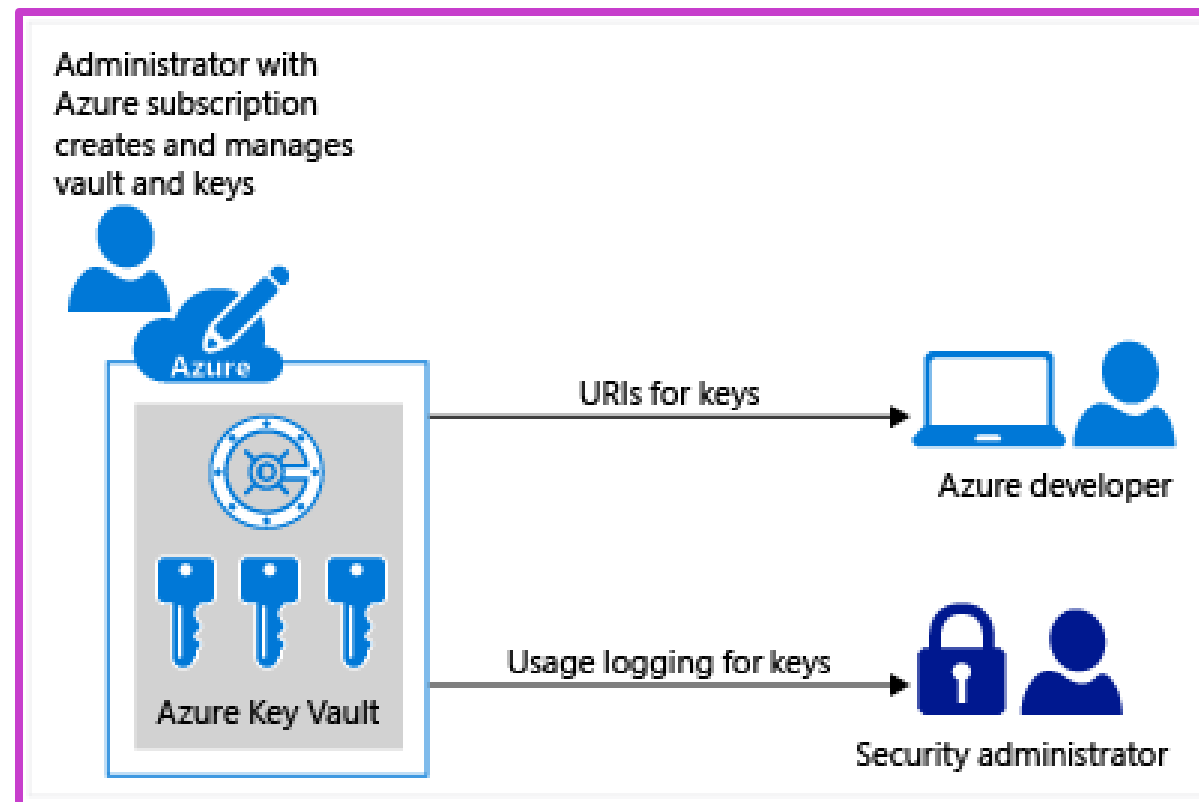 Administrator with
Azure subscription
creates and manages
vault and keys
Azure
URIs for keys
Azure developer
Usage logging for keys
Azure Key Vault
Security administrator